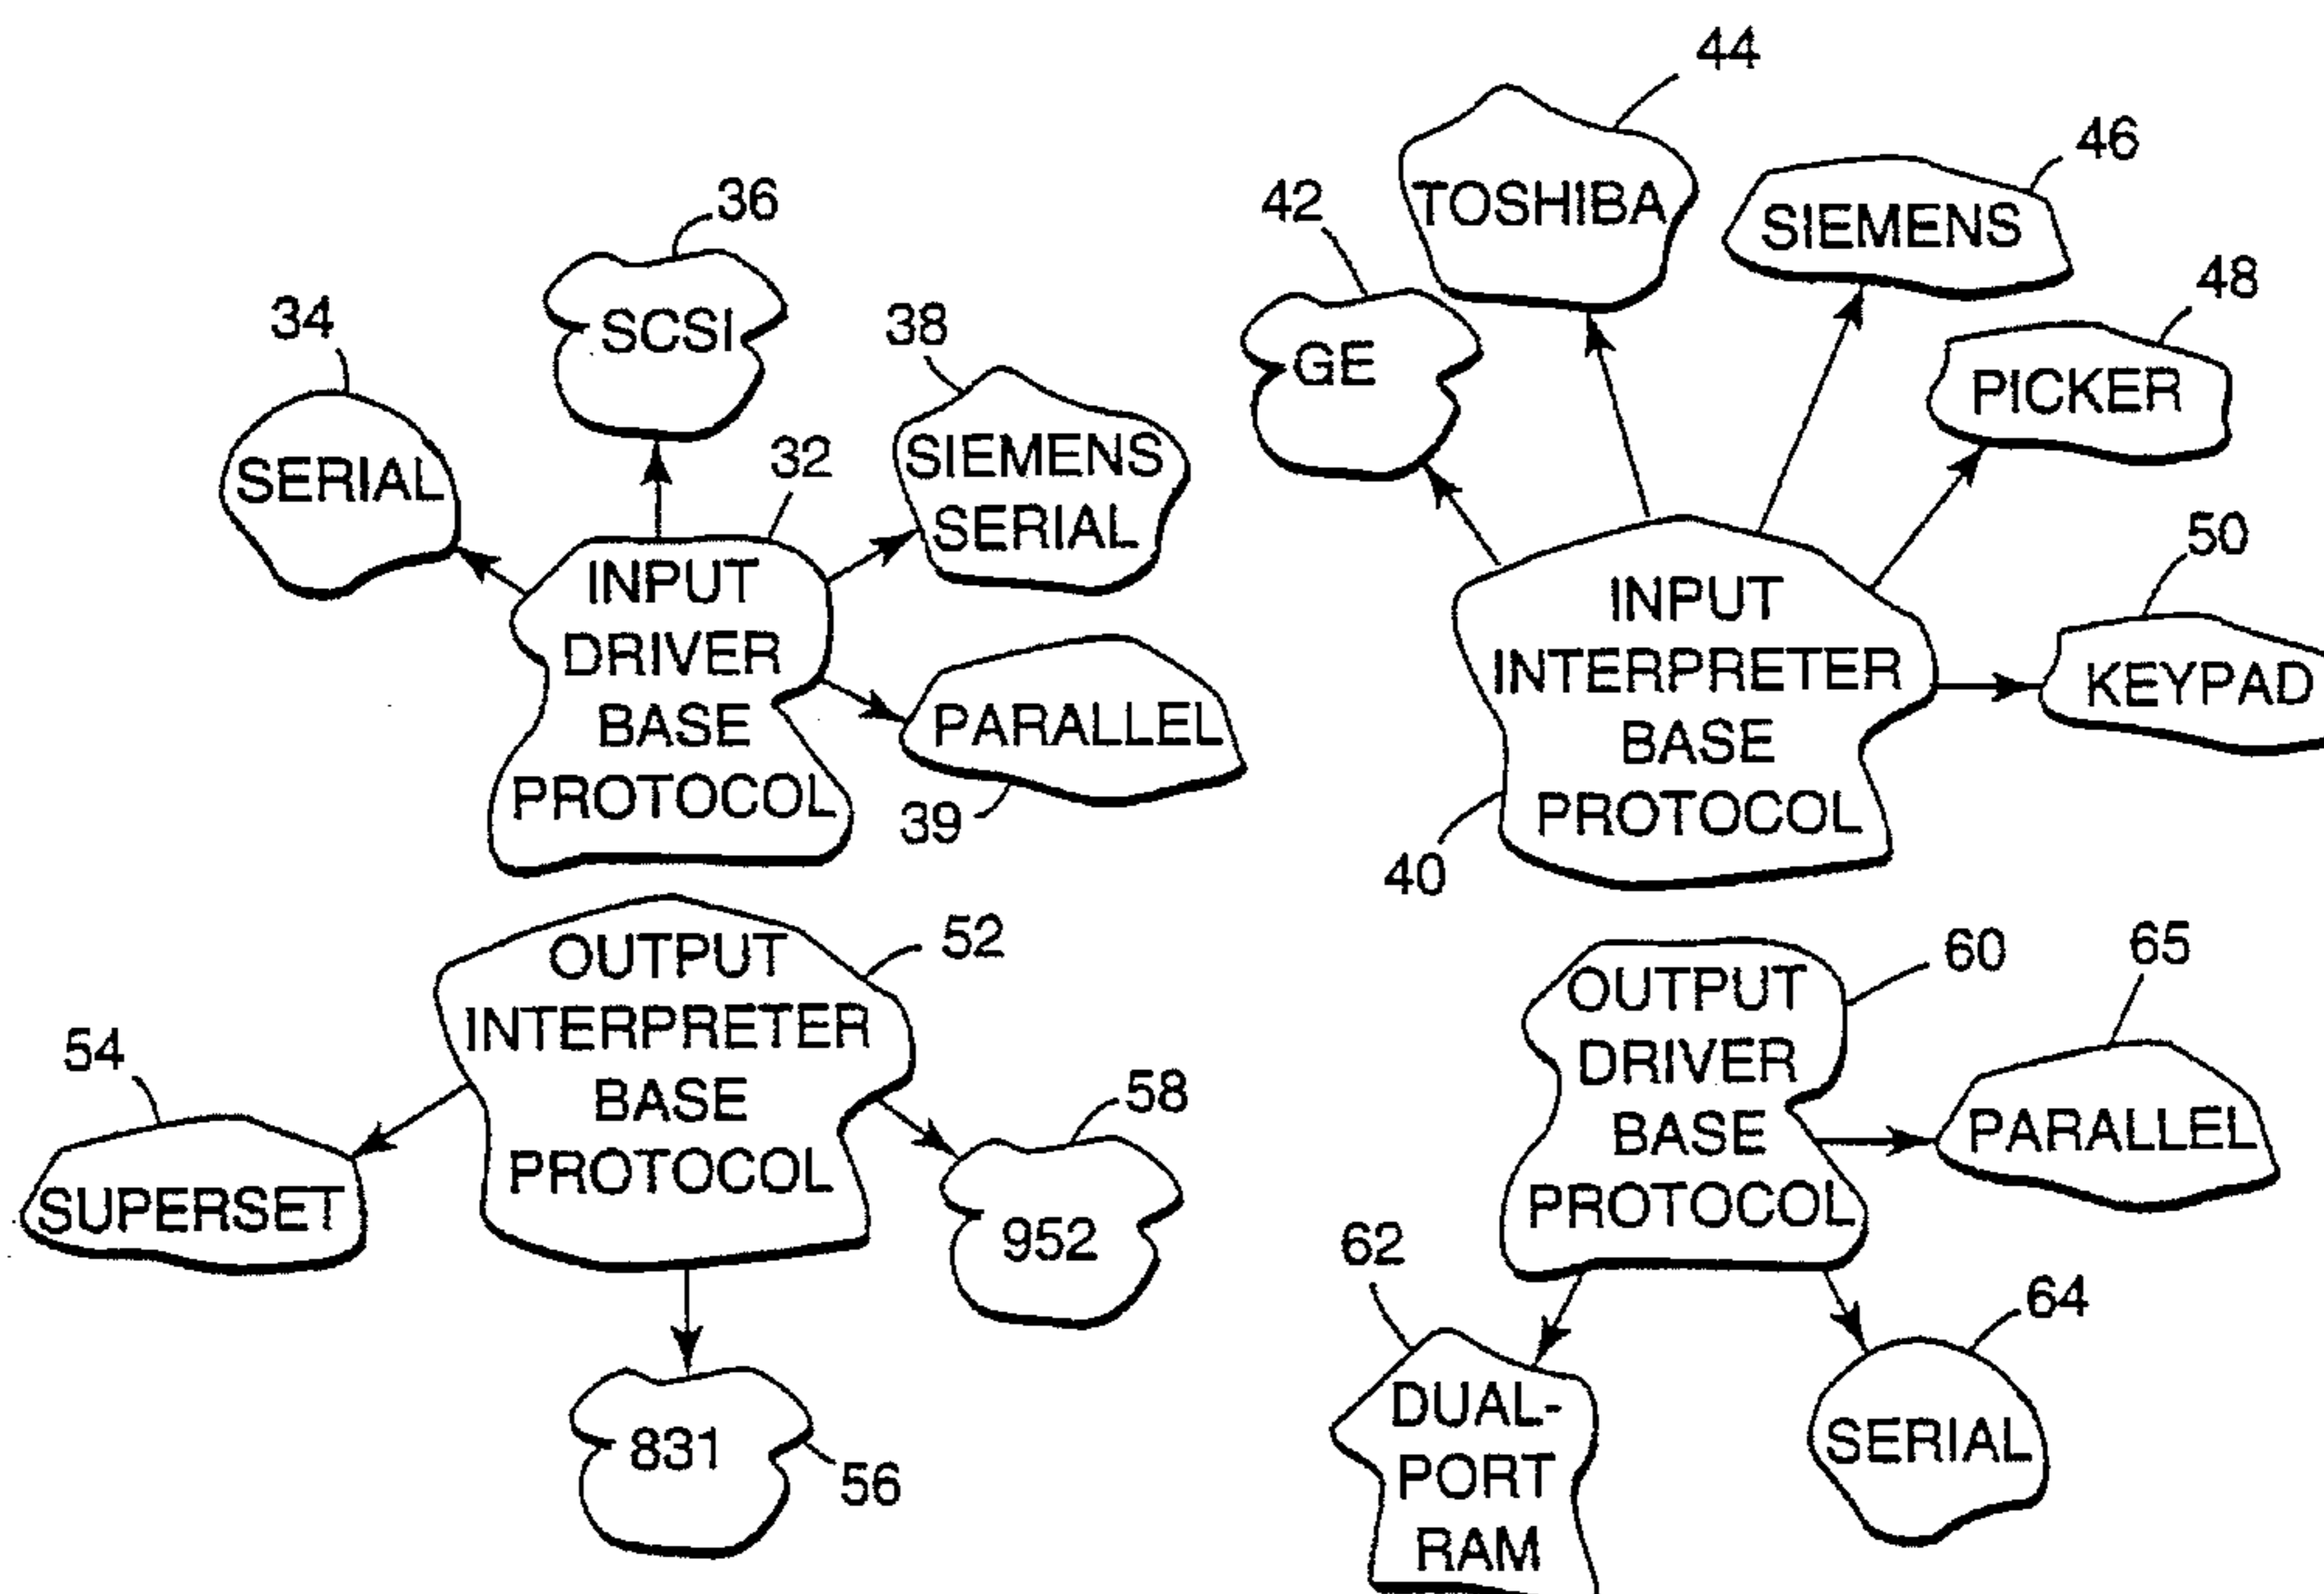 36
SCSI
34
SERIAL
38
SIEMENS
SERIAL
32
INPUT
DRIVER
BASE
PROTOCOL
PARALLEL
39
44
TOSHIBA
46
SIEMENS
42
GE
48
PICKER
50
KEYPAD
INPUT
INTERPRETER
BASE
PROTOCOL
40
52
OUTPUT
INTERPRETER
BASE
PROTOCOL
54
SUPERSET
58
952
831
56
60
OUTPUT
DRIVER
BASE
PROTOCOL
65
PARALLEL
62
DUAL-
PORT
RAM
64
SERIAL